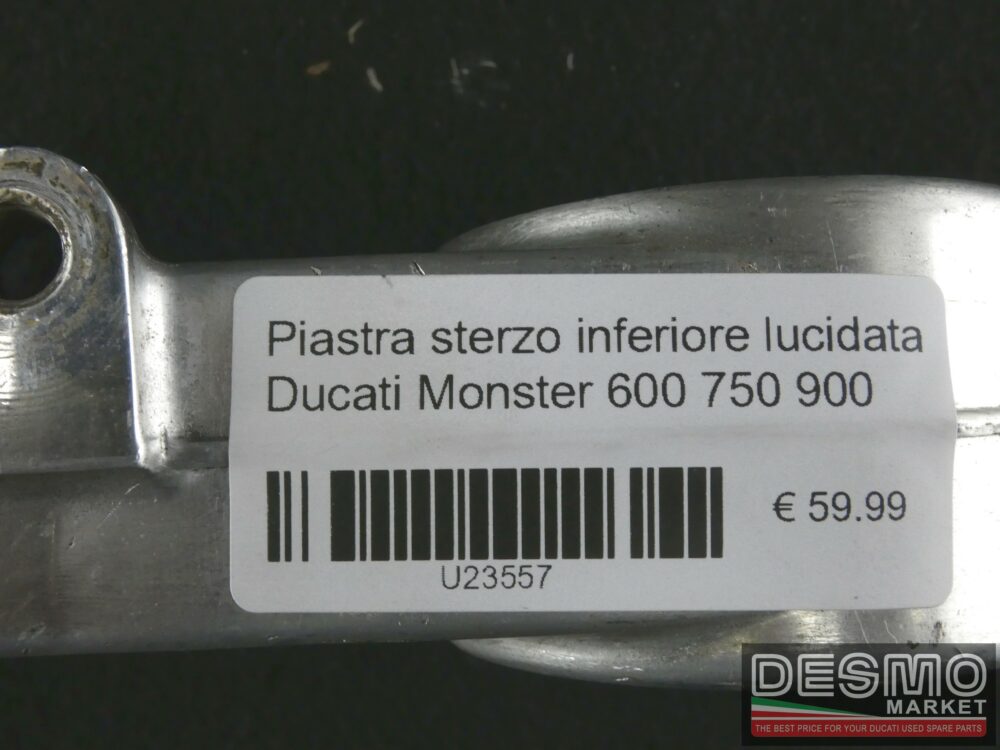 Piastra sterzo inferiore lucidata
Ducati Monster 600 750 900
€ 59.99
U23557
DESMO
MARKET
THE BEST PRICE FOR YOUR DUCATI USED SPARE PARTS